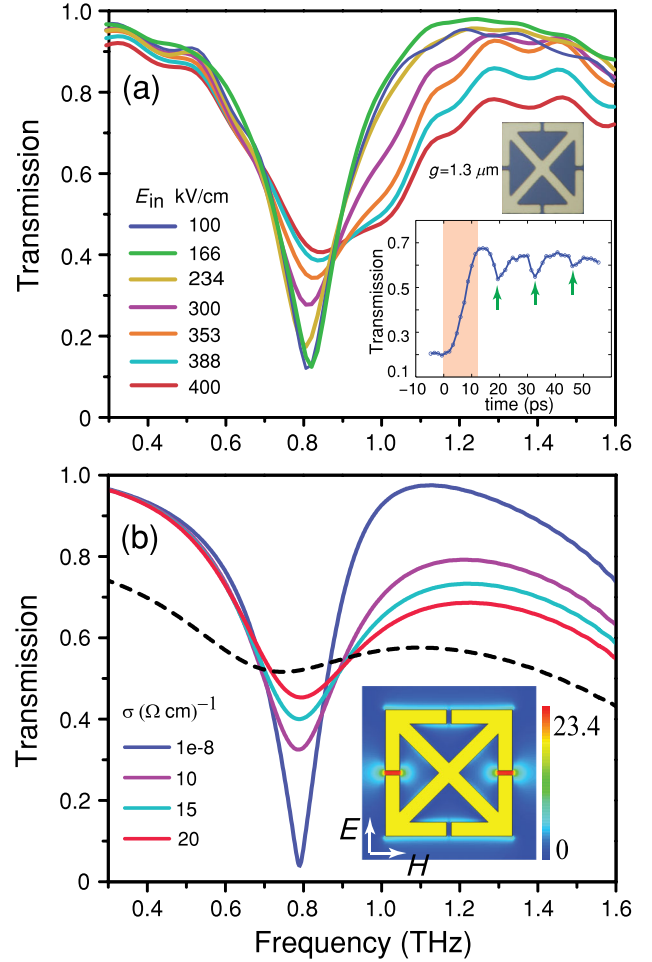 1.0
(a)
0.8
0.6
0.4
0.2
0
Transmission
E_in kV/cm
100
166
234
300
353
388
400
g=1.3 μm
0.7
0.5
0.3
0.1
Transmission
−10 0 10 20 30 40 50
time (ps)
0.4 0.6 0.8 1.0 1.2 1.4 1.6
1.0
(b)
0.8
0.6
0.4
0.2
0
Transmission
σ (Ω cm)⁻¹
1e-8
10
15
20
23.4
0
E
H
0.4 0.6 0.8 1.0 1.2 1.4 1.6
Frequency (THz)